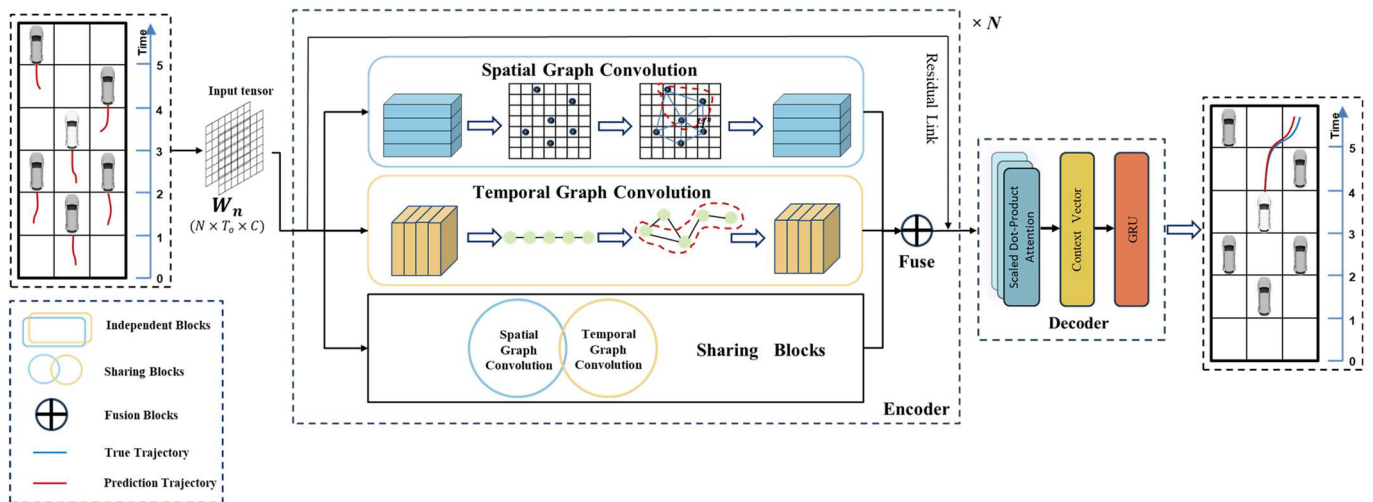 Time
5
4
3
2
1
0
Input tensor
Wn
(N × To × C)
Independent Blocks
Sharing Blocks
Fusion Blocks
True Trajectory
Prediction Trajectory
× N
Spatial Graph Convolution
Residual Link
Temporal Graph Convolution
Fuse
Spatial
Graph
Convolution
Temporal
Graph
Convolution
Sharing Blocks
Encoder
Scaled Dot-Product
Attention
Context Vector
GRU
Decoder
Time
5
4
3
2
1
0